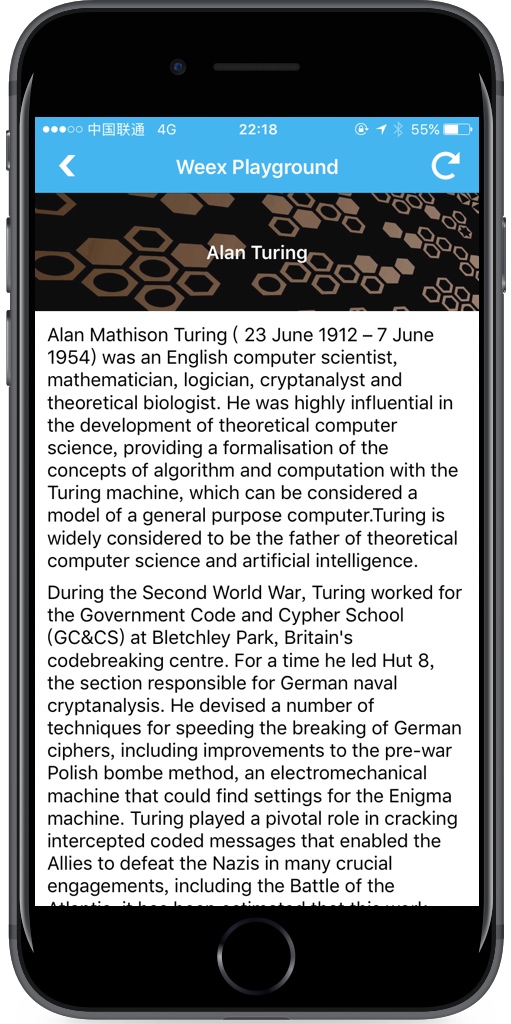 中国联通 4G 22:18 55%
Weex Playground
Alan Turing
Alan Mathison Turing ( 23 June 1912 – 7 June
1954) was an English computer scientist,
mathematician, logician, cryptanalyst and
theoretical biologist. He was highly influential in
the development of theoretical computer
science, providing a formalisation of the
concepts of algorithm and computation with the
Turing machine, which can be considered a
model of a general purpose computer.Turing is
widely considered to be the father of theoretical
computer science and artificial intelligence.
During the Second World War, Turing worked for
the Government Code and Cypher School
(GC&CS) at Bletchley Park, Britain's
codebreaking centre. For a time he led Hut 8,
the section responsible for German naval
cryptanalysis. He devised a number of
techniques for speeding the breaking of German
ciphers, including improvements to the pre-war
Polish bombe method, an electromechanical
machine that could find settings for the Enigma
machine. Turing played a pivotal role in cracking
intercepted coded messages that enabled the
Allies to defeat the Nazis in many crucial
engagements, including the Battle of the
Atlantic, it has been estimated that this work